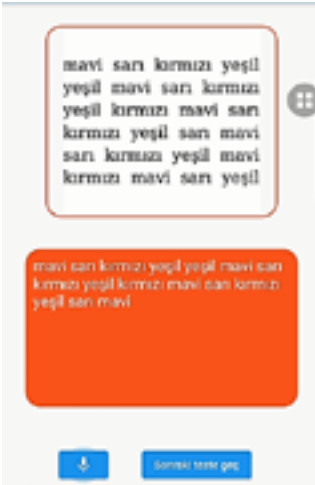 mavi sarı kırmızı yeşil
yeşil mavi sarı kırmızı
yeşil kırmızı mavi sarı
kırmızı yeşil sarı mavi
sarı kırmızı yeşil mavi
kırmızı mavi sarı yeşil
mavi sarı kırmızı yeşil yeşil mavi sarı
kırmızı yeşil kırmızı mavi sarı kırmızı
yeşil sarı mavi
Sonraki teste geç